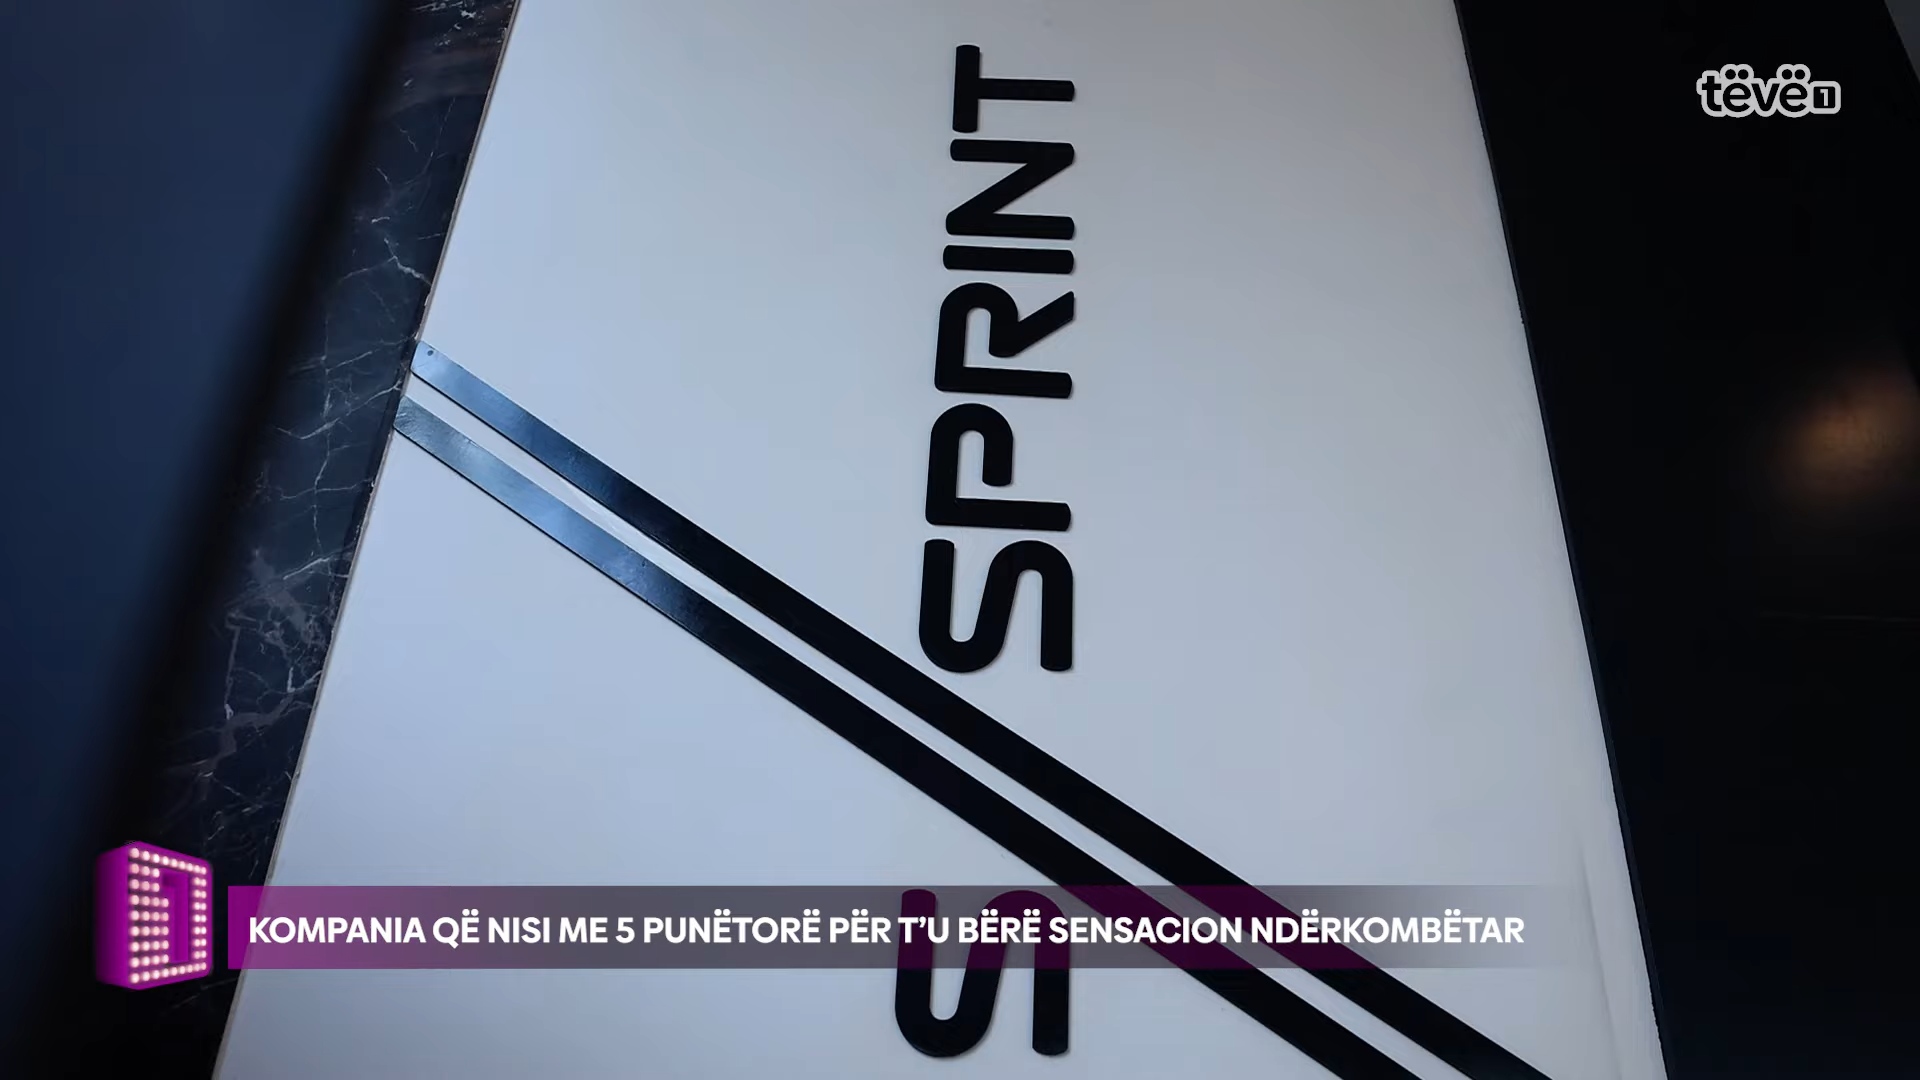 tëvë1
SPRINT
S
KOMPANIA QË NISI ME 5 PUNËTORË PËR T'U BËRË SENSACION NDËRKOMBËTAR